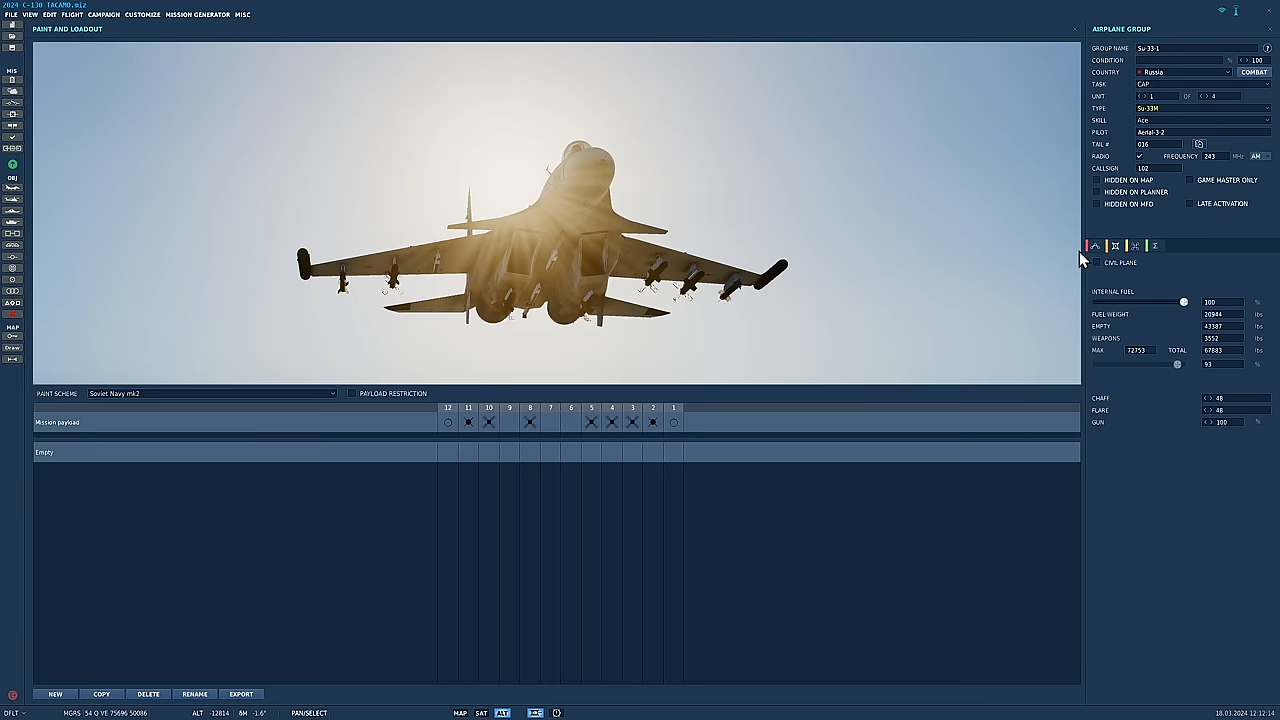 2024 C-130 TACAMO.miz
FILE VIEW EDIT FLIGHT CAMPAIGN CUSTOMIZE MISSION GENERATOR MISC
PAINT AND LOADOUT
MIS
OBJ
MAP
Draw
PAINT SCHEME Soviet Navy mk2 PAYLOAD RESTRICTION
12 11 10 9 8 7 6 5 4 3 2 1
Mission payload
Empty
NEW COPY DELETE RENAME EXPORT
AIRPLANE GROUP
GROUP NAME Su-33-1 ?
CONDITION % <> 100
COUNTRY Russia COMBAT
TASK CAP
UNIT <> 1 OF <> 4
TYPE Su-33M
SKILL Ace
PILOT Aerial-3-2
TAIL # 016
RADIO FREQUENCY 243 MHz AM
CALLSIGN 102
HIDDEN ON MAP GAME MASTER ONLY
HIDDEN ON PLANNER
HIDDEN ON MFD LATE ACTIVATION
Σ
CIVIL PLANE
INTERNAL FUEL
100 %
FUEL WEIGHT 20944 lbs
EMPTY 43387 lbs
WEAPONS 3552 lbs
MAX 72753 TOTAL 67883 lbs
93 %
CHAFF <> 48
FLARE <> 48
GUN <> 100 %
DFLT MGRS 54 Q VE 75696 50086 ALT -12814 δM -1.6° PAN/SELECT MAP SAT ALT 18.03.2024 12:12:14